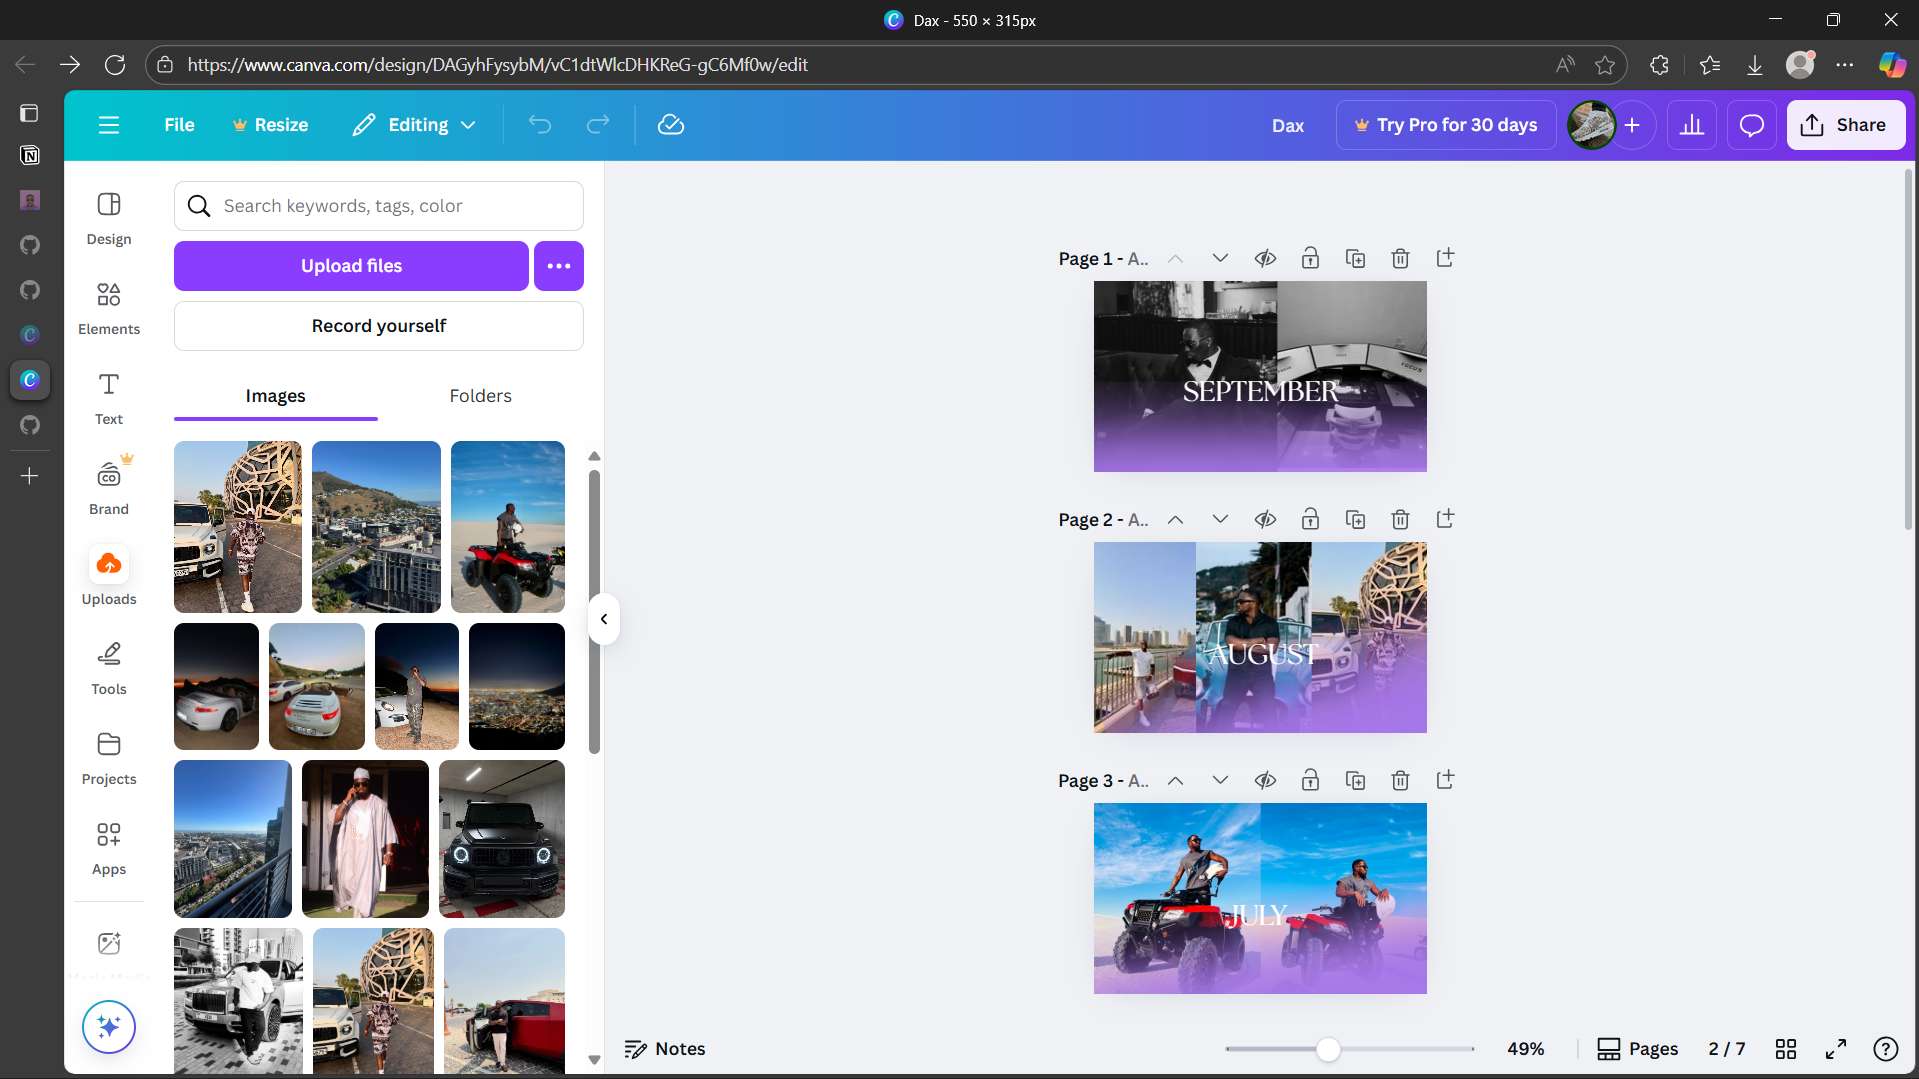 Dax - 550 × 315px
https://www.canva.com/design/DAGyhFysybM/vC1dtWlcDHKReG-gC6Mf0w/edit
File
Resize
Editing
Dax
Try Pro for 30 days
Share
Design
Elements
Text
Brand
Uploads
Tools
Projects
Apps
Search keywords, tags, color
Upload files
Record yourself
Images
Folders
Page 1 - A..
SEPTEMBER
Page 2 - A..
AUGUST
Page 3 - A..
JULY
Notes
49%
Pages
2 / 7